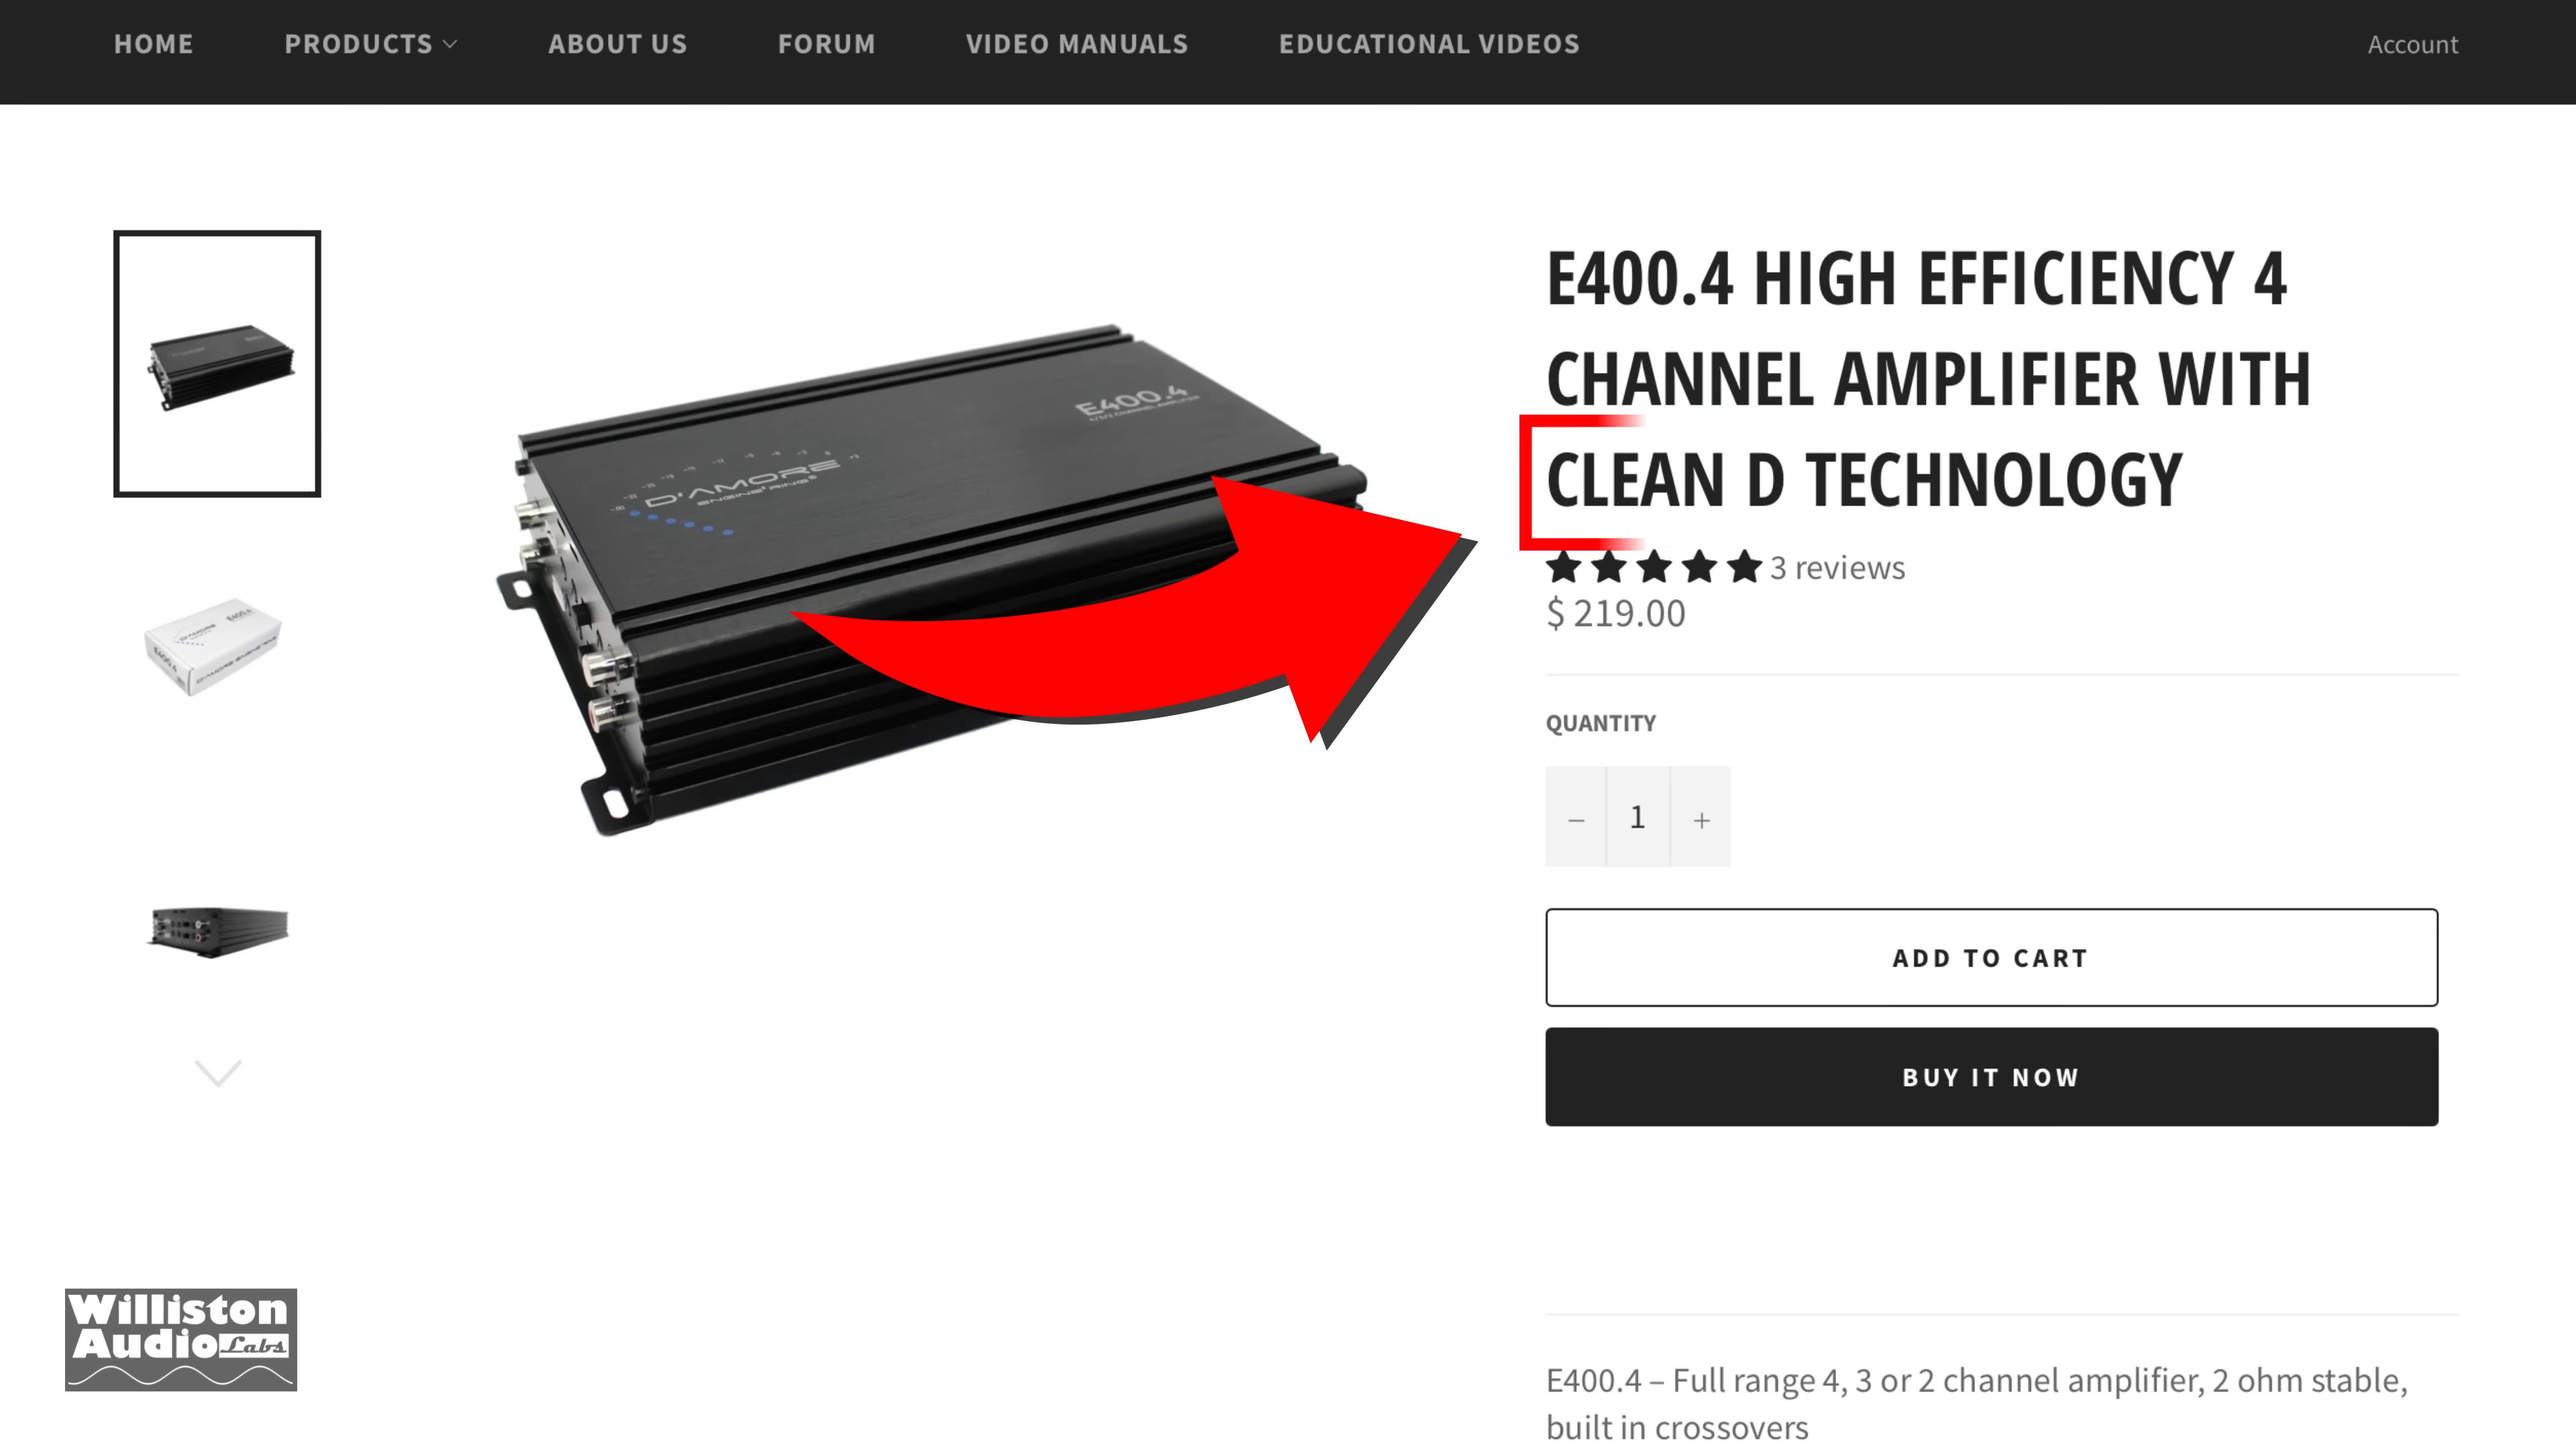 HOME PRODUCTS ABOUT US FORUM VIDEO MANUALS EDUCATIONAL VIDEOS Account
E400.4
D'AMORE
ENGINE'RING®
E400.4 HIGH EFFICIENCY 4
CHANNEL AMPLIFIER WITH
CLEAN D TECHNOLOGY
3 reviews
$ 219.00
QUANTITY
− 1 +
ADD TO CART
BUY IT NOW
Williston
Audio Labs
E400.4 – Full range 4, 3 or 2 channel amplifier, 2 ohm stable,
built in crossovers